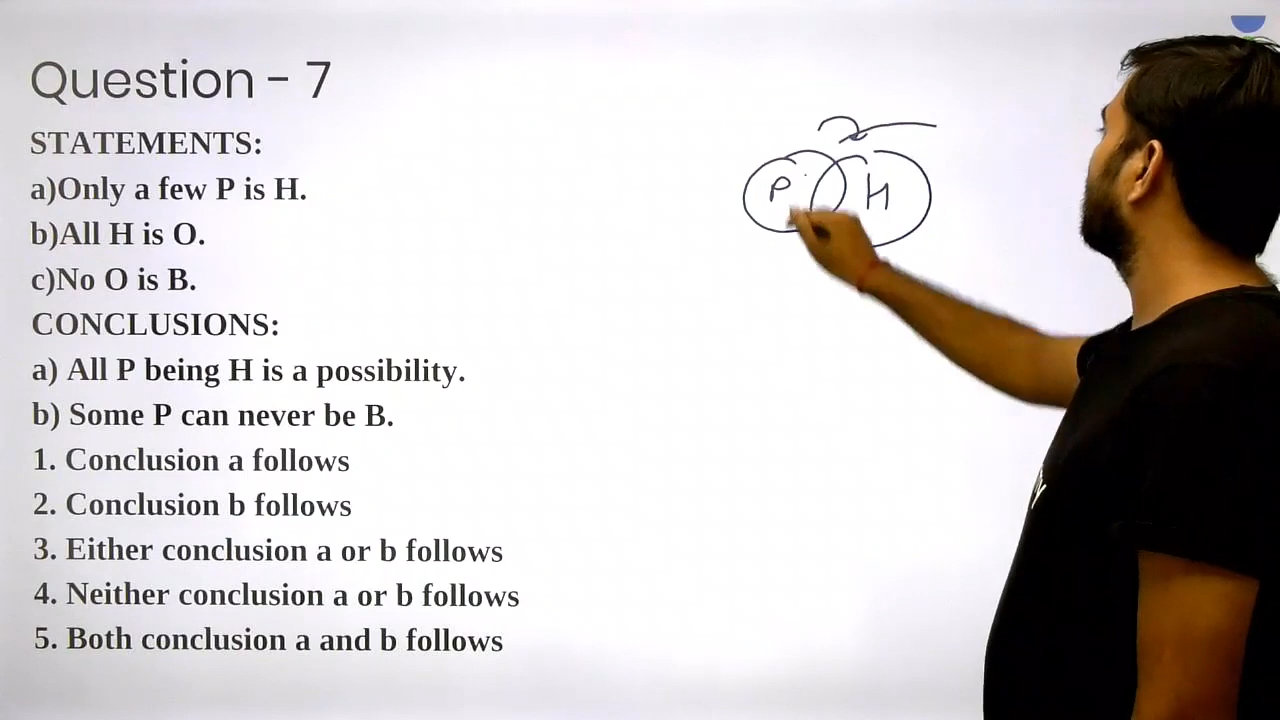 Question - 7
STATEMENTS:
a)Only a few P is H.
b)All H is O.
c)No O is B.
CONCLUSIONS:
a) All P being H is a possibility.
b) Some P can never be B.
1. Conclusion a follows
2. Conclusion b follows
3. Either conclusion a or b follows
4. Neither conclusion a or b follows
5. Both conclusion a and b follows
P H